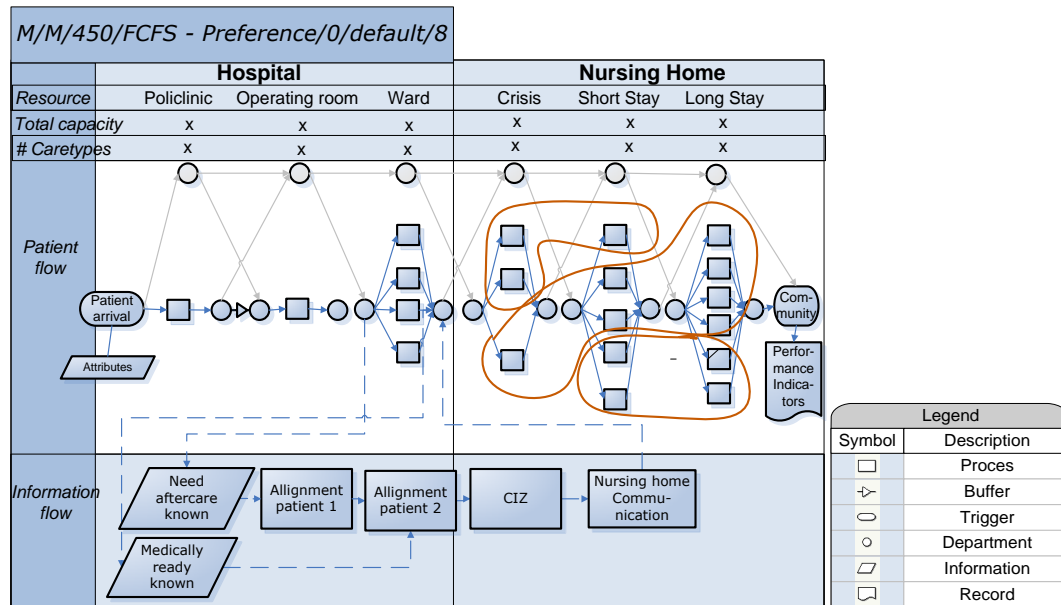 M/M/450/FCFS - Preference/0/default/8
Hospital
Nursing Home
Resource
Policlinic
Operating room
Ward
Crisis
Short Stay
Long Stay
Total capacity
x
x
x
x
x
x
# Caretypes
x
x
x
x
x
x
Patient
flow
Patient
arrival
Attributes
Com-
munity
Perfor-
mance
Indica-
tors
-
Information
flow
Need
aftercare
known
Allignment
patient 1
Allignment
patient 2
CIZ
Nursing home
Commu-
nication
Medically
ready
known
Legend
Symbol
Description
Proces
Buffer
Trigger
Department
Information
Record